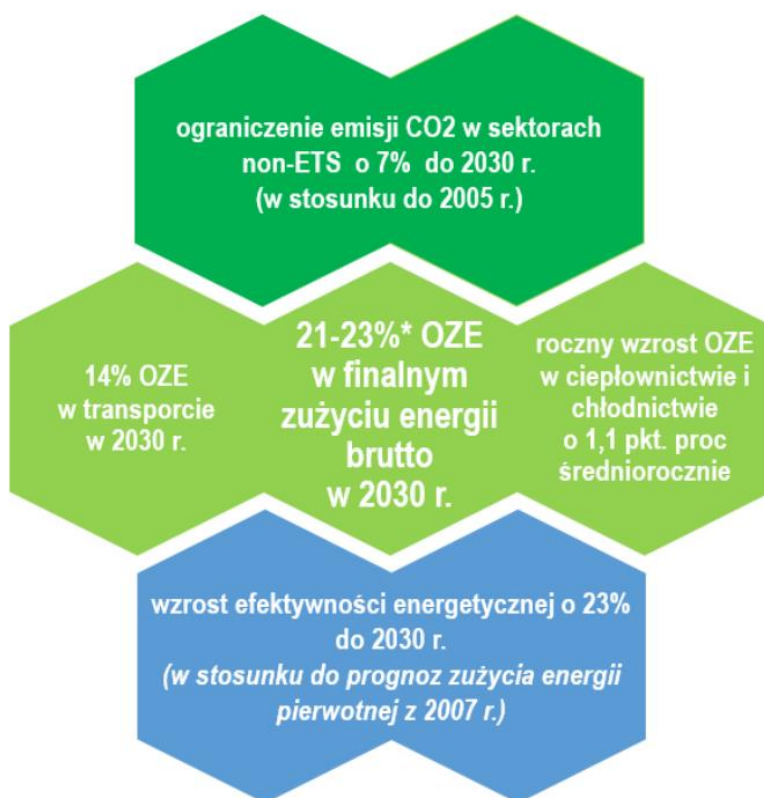 ograniczenie emisji CO2 w sektorach
non-ETS o 7% do 2030 r.
(w stosunku do 2005 r.)
14% OZE
w transporcie
w 2030 r.
21-23%* OZE
w finalnym
zużyciu energii
brutto
w 2030 r.
roczny wzrost OZE
w ciepłownictwie i
chłodnictwie
o 1,1 pkt. proc
średniorocznie
wzrost efektywności energetycznej o 23%
do 2030 r.
(w stosunku do prognoz zużycia energii
pierwotnej z 2007 r.)